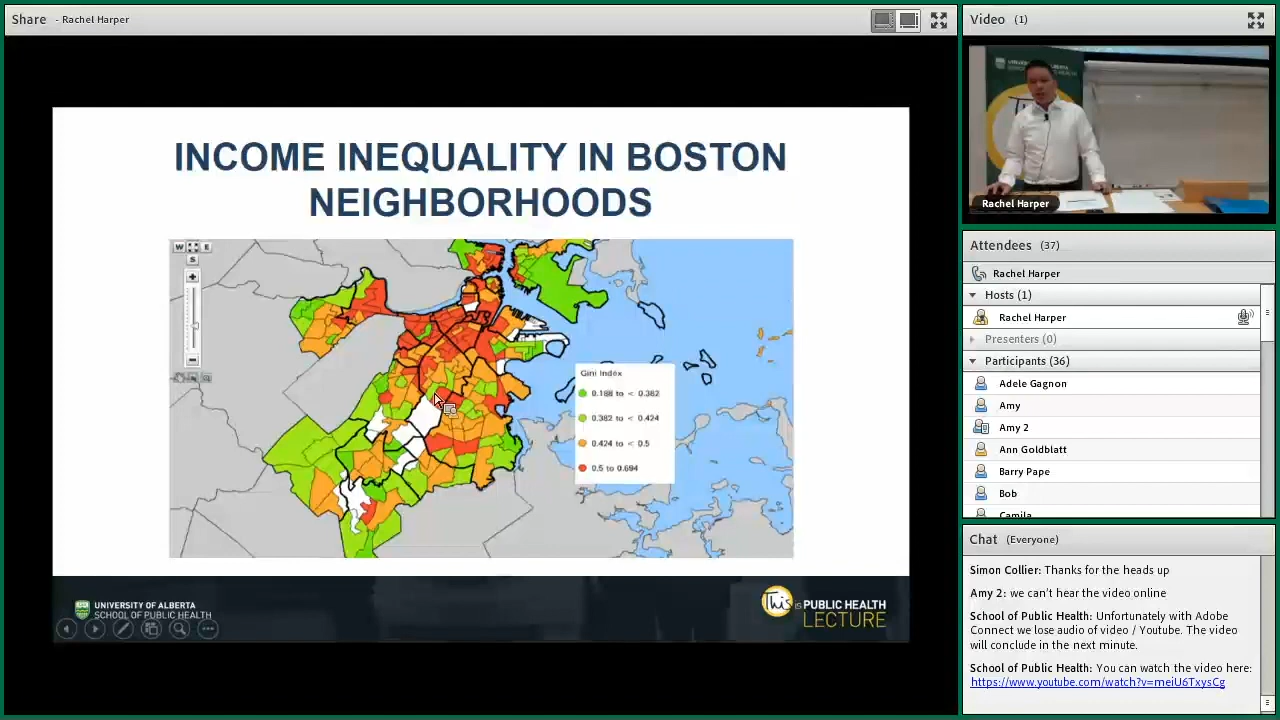 Share - Rachel Harper
INCOME INEQUALITY IN BOSTON
NEIGHBORHOODS
W E
S
Gini Index
0.188 to < 0.382
0.382 to < 0.424
0.424 to < 0.5
0.5 to 0.694
UNIVERSITY OF ALBERTA
SCHOOL OF PUBLIC HEALTH
This is PUBLIC HEALTH
LECTURE
Video (1)
UNIVERSITY OF ALBERTA
Rachel Harper
Attendees (37)
Rachel Harper
Hosts (1)
Rachel Harper
Presenters (0)
Participants (36)
Adele Gagnon
Amy
Amy 2
Ann Goldblatt
Barry Pape
Bob
Camila
Chat (Everyone)
Simon Collier: Thanks for the heads up
Amy 2: we can't hear the video online
School of Public Health: Unfortunately with Adobe
Connect we lose audio of video / Youtube. The video
will conclude in the next minute.
School of Public Health: You can watch the video here:
https://www.youtube.com/watch?v=meiU6TxysCg